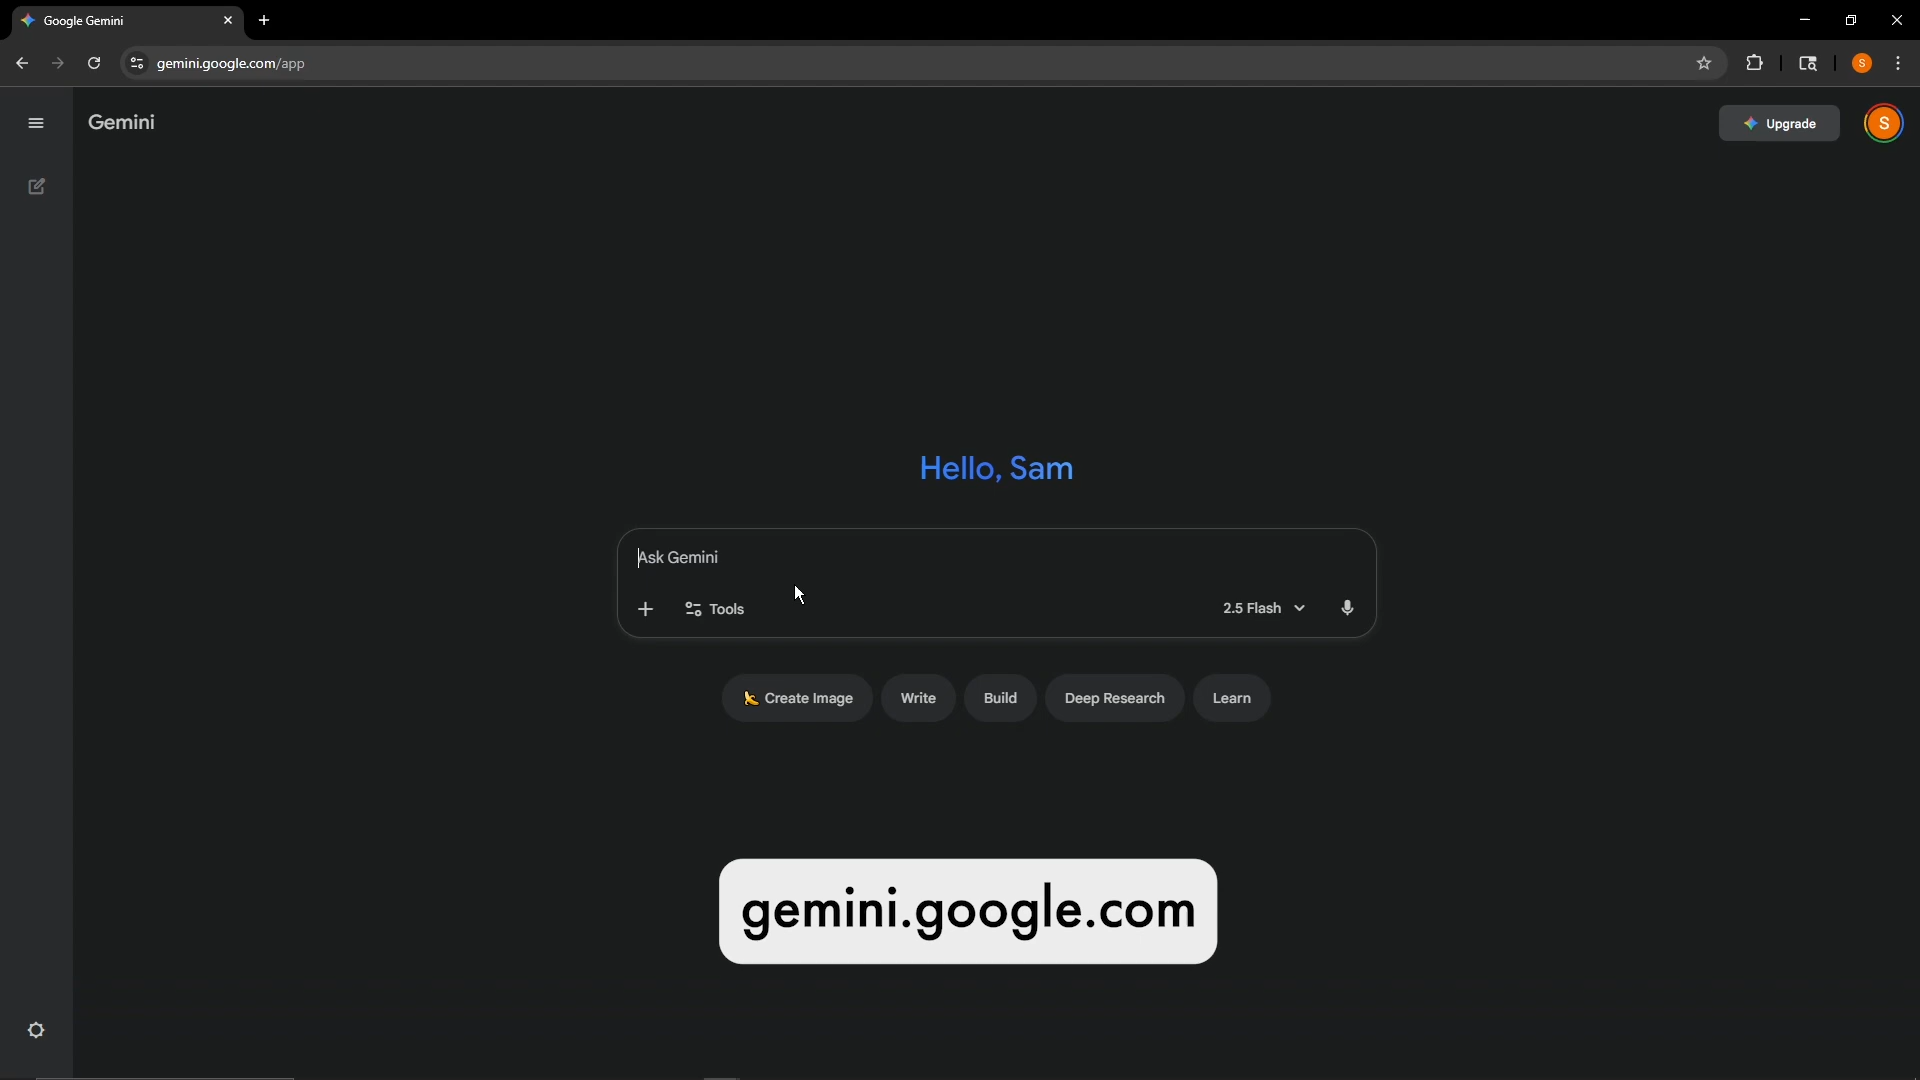 Google Gemini
gemini.google.com/app
S
Gemini
Upgrade
S
Hello, Sam
Ask Gemini
Tools
2.5 Flash
Create Image
Write
Build
Deep Research
Learn
gemini.google.com